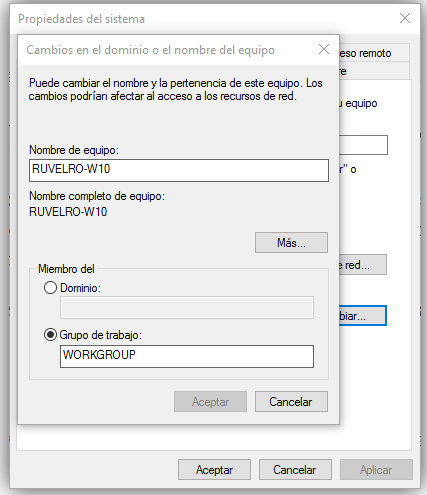 Propiedades del sistema
Cambios en el dominio o el nombre del equipo
eso remoto
re
Puede cambiar el nombre y la pertenencia de este equipo. Los
cambios podrían afectar al acceso a los recursos de red.
u equipo
Nombre de equipo:
RUVELRO-W10
r" o
Nombre completo de equipo:
RUVELRO-W10
Más...
Miembro del
e red...
Dominio:
biar...
Grupo de trabajo:
WORKGROUP
Aceptar
Cancelar
Aceptar
Cancelar
Aplicar